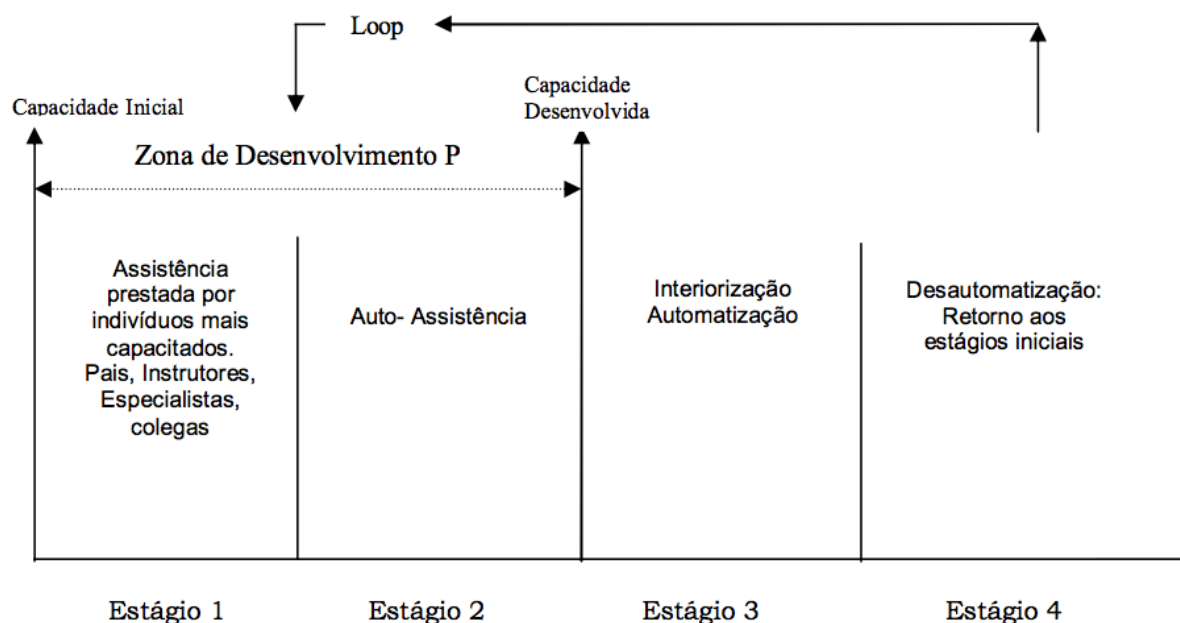 Loop
Capacidade Inicial
Capacidade
Desenvolvida
Zona de Desenvolvimento P
Assistência
prestada por
indivíduos mais
capacitados.
Pais, Instrutores,
Especialistas,
colegas
Auto- Assistência
Interiorização
Automatização
Desautomatização:
Retorno aos
estágios iniciais
Estágio 1
Estágio 2
Estágio 3
Estágio 4